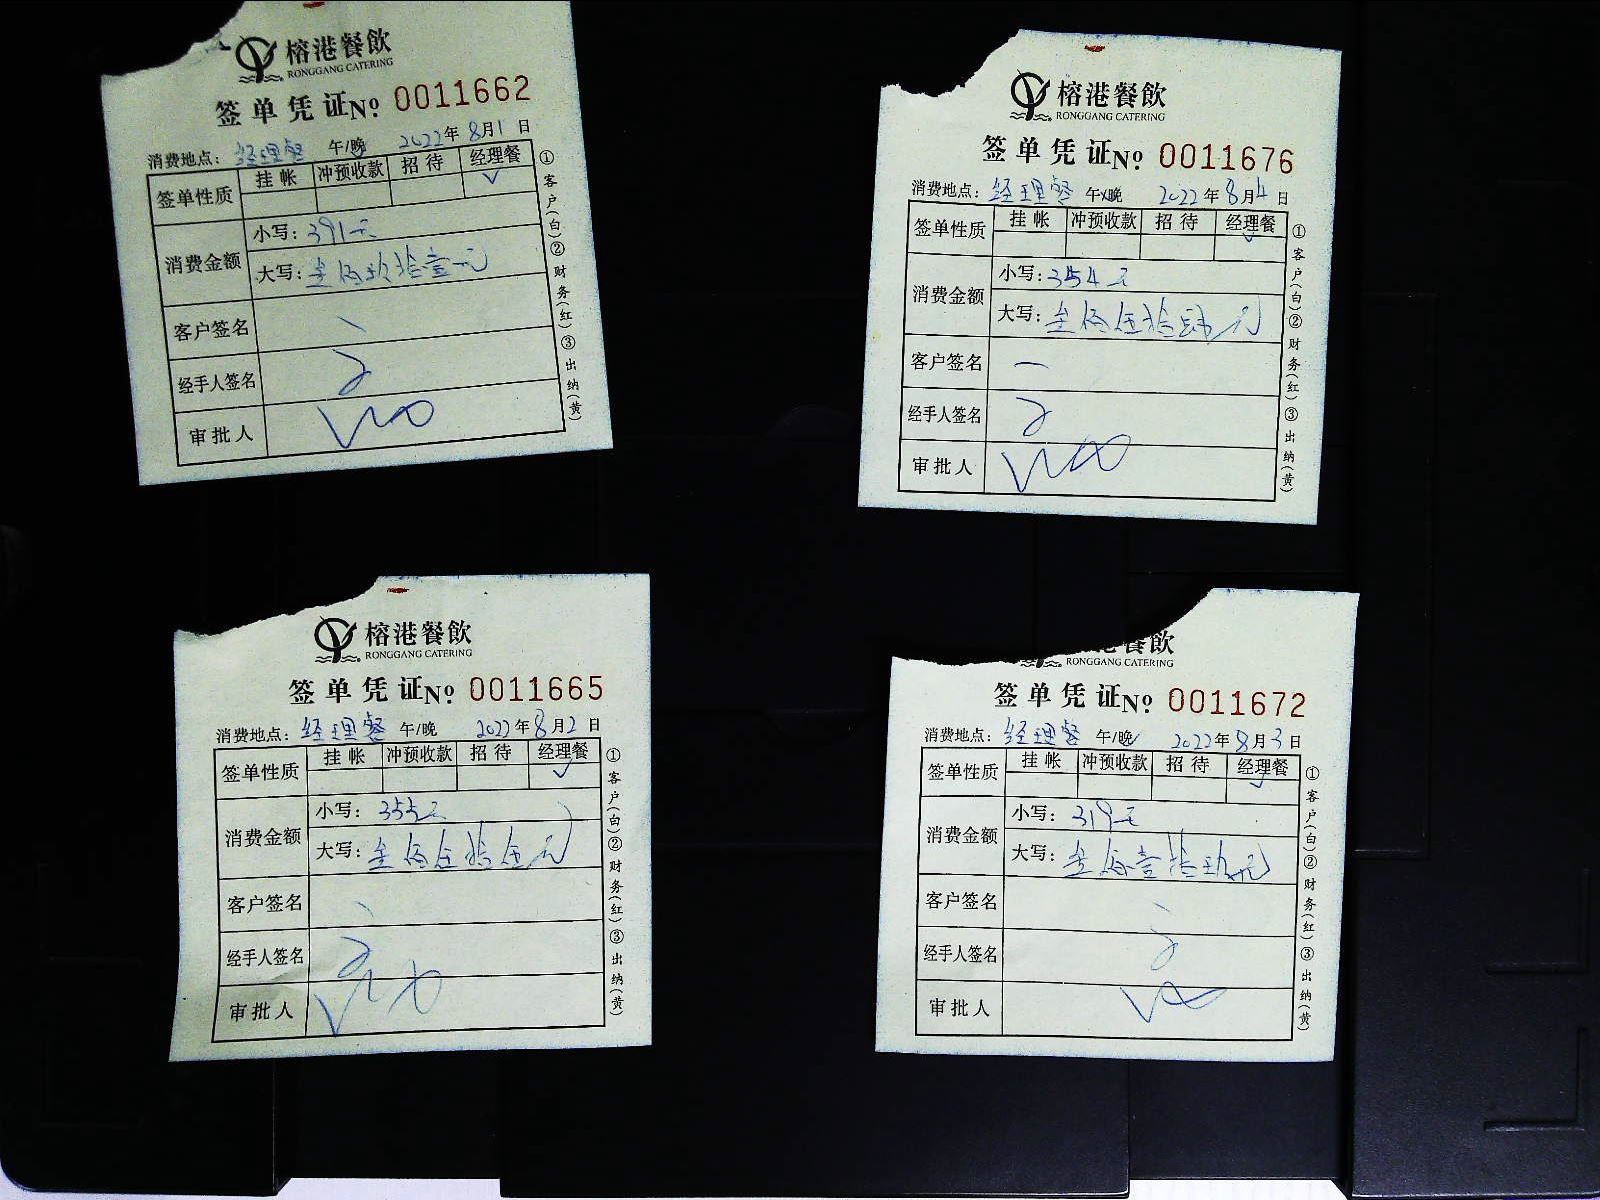 榕港餐飲
RONGGANG CATERING
签单凭证No 0011662
消费地点：经理餐 午/晚 2022年8月1日
签单性质 挂帐 冲预收款 招待 经理餐
✓
消费金额
小写：391元
大写：叁佰玖拾壹元
客户签名
经手人签名
审批人
①客户(白)②财务(红)③出纳(黄)
榕港餐飲
RONGGANG CATERING
签单凭证No 0011676
消费地点：经理餐 午/晚 2022年8月4日
签单性质 挂帐 冲预收款 招待 经理餐
✓
消费金额
小写：354元
大写：叁佰伍拾肆元
客户签名
经手人签名
审批人
①客户(白)②财务(红)③出纳(黄)
榕港餐飲
RONGGANG CATERING
签单凭证No 0011665
消费地点：经理餐 午/晚 2022年8月2日
签单性质 挂帐 冲预收款 招待 经理餐
✓
消费金额
小写：355元
大写：叁佰伍拾伍元
客户签名
经手人签名
审批人
①客户(白)②财务(红)③出纳(黄)
港餐飲
RONGGANG CATERING
签单凭证No 0011672
消费地点：经理餐 午/晚 2022年8月3日
签单性质 挂帐 冲预收款 招待 经理餐
✓
消费金额
小写：319元
大写：叁佰壹拾玖元
客户签名
经手人签名
审批人
①客户(白)②财务(红)③出纳(黄)